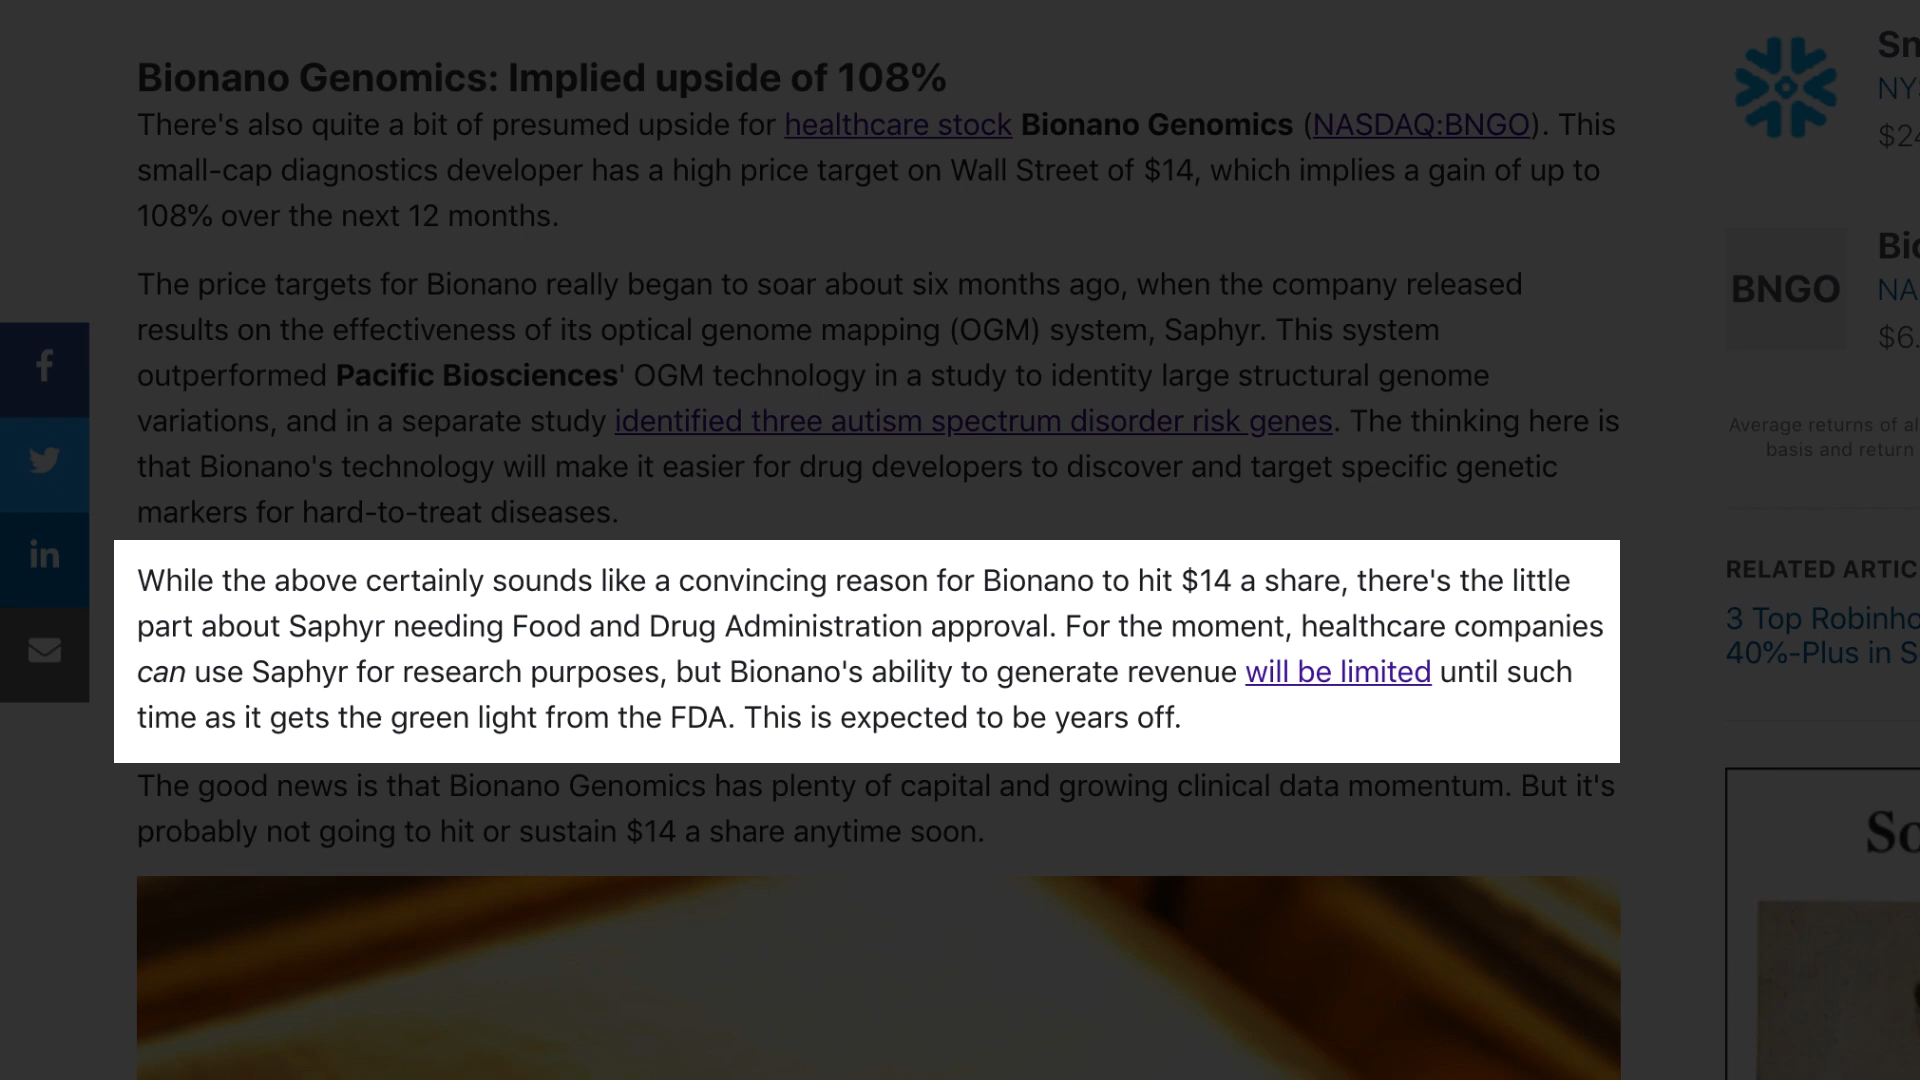 Bionano Genomics: Implied upside of 108%
There's also quite a bit of presumed upside for healthcare stock Bionano Genomics (NASDAQ:BNGO). This
small-cap diagnostics developer has a high price target on Wall Street of $14, which implies a gain of up to
108% over the next 12 months.
The price targets for Bionano really began to soar about six months ago, when the company released
results on the effectiveness of its optical genome mapping (OGM) system, Saphyr. This system
outperformed Pacific Biosciences' OGM technology in a study to identity large structural genome
variations, and in a separate study identified three autism spectrum disorder risk genes. The thinking here is
that Bionano's technology will make it easier for drug developers to discover and target specific genetic
markers for hard-to-treat diseases.
While the above certainly sounds like a convincing reason for Bionano to hit $14 a share, there's the little
part about Saphyr needing Food and Drug Administration approval. For the moment, healthcare companies
can use Saphyr for research purposes, but Bionano's ability to generate revenue will be limited until such
time as it gets the green light from the FDA. This is expected to be years off.
The good news is that Bionano Genomics has plenty of capital and growing clinical data momentum. But it's
probably not going to hit or sustain $14 a share anytime soon.
f
in
Sn
NYS
$24
BNGO
Bio
NA
$6.
Average returns of al
basis and return
RELATED ARTIC
3 Top Robinho
40%-Plus in S
So